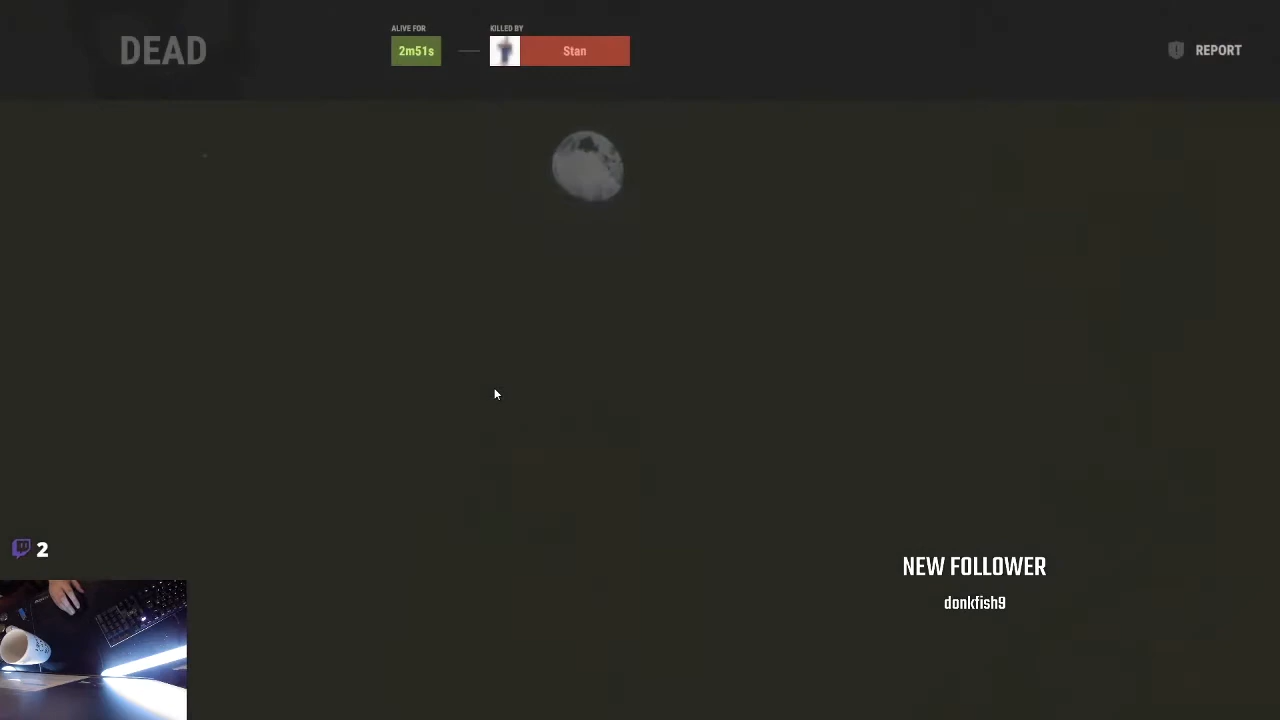 DEAD
ALIVE FOR
2m51s
KILLED BY
Stan
REPORT
2
NEW FOLLOWER
donkfish9